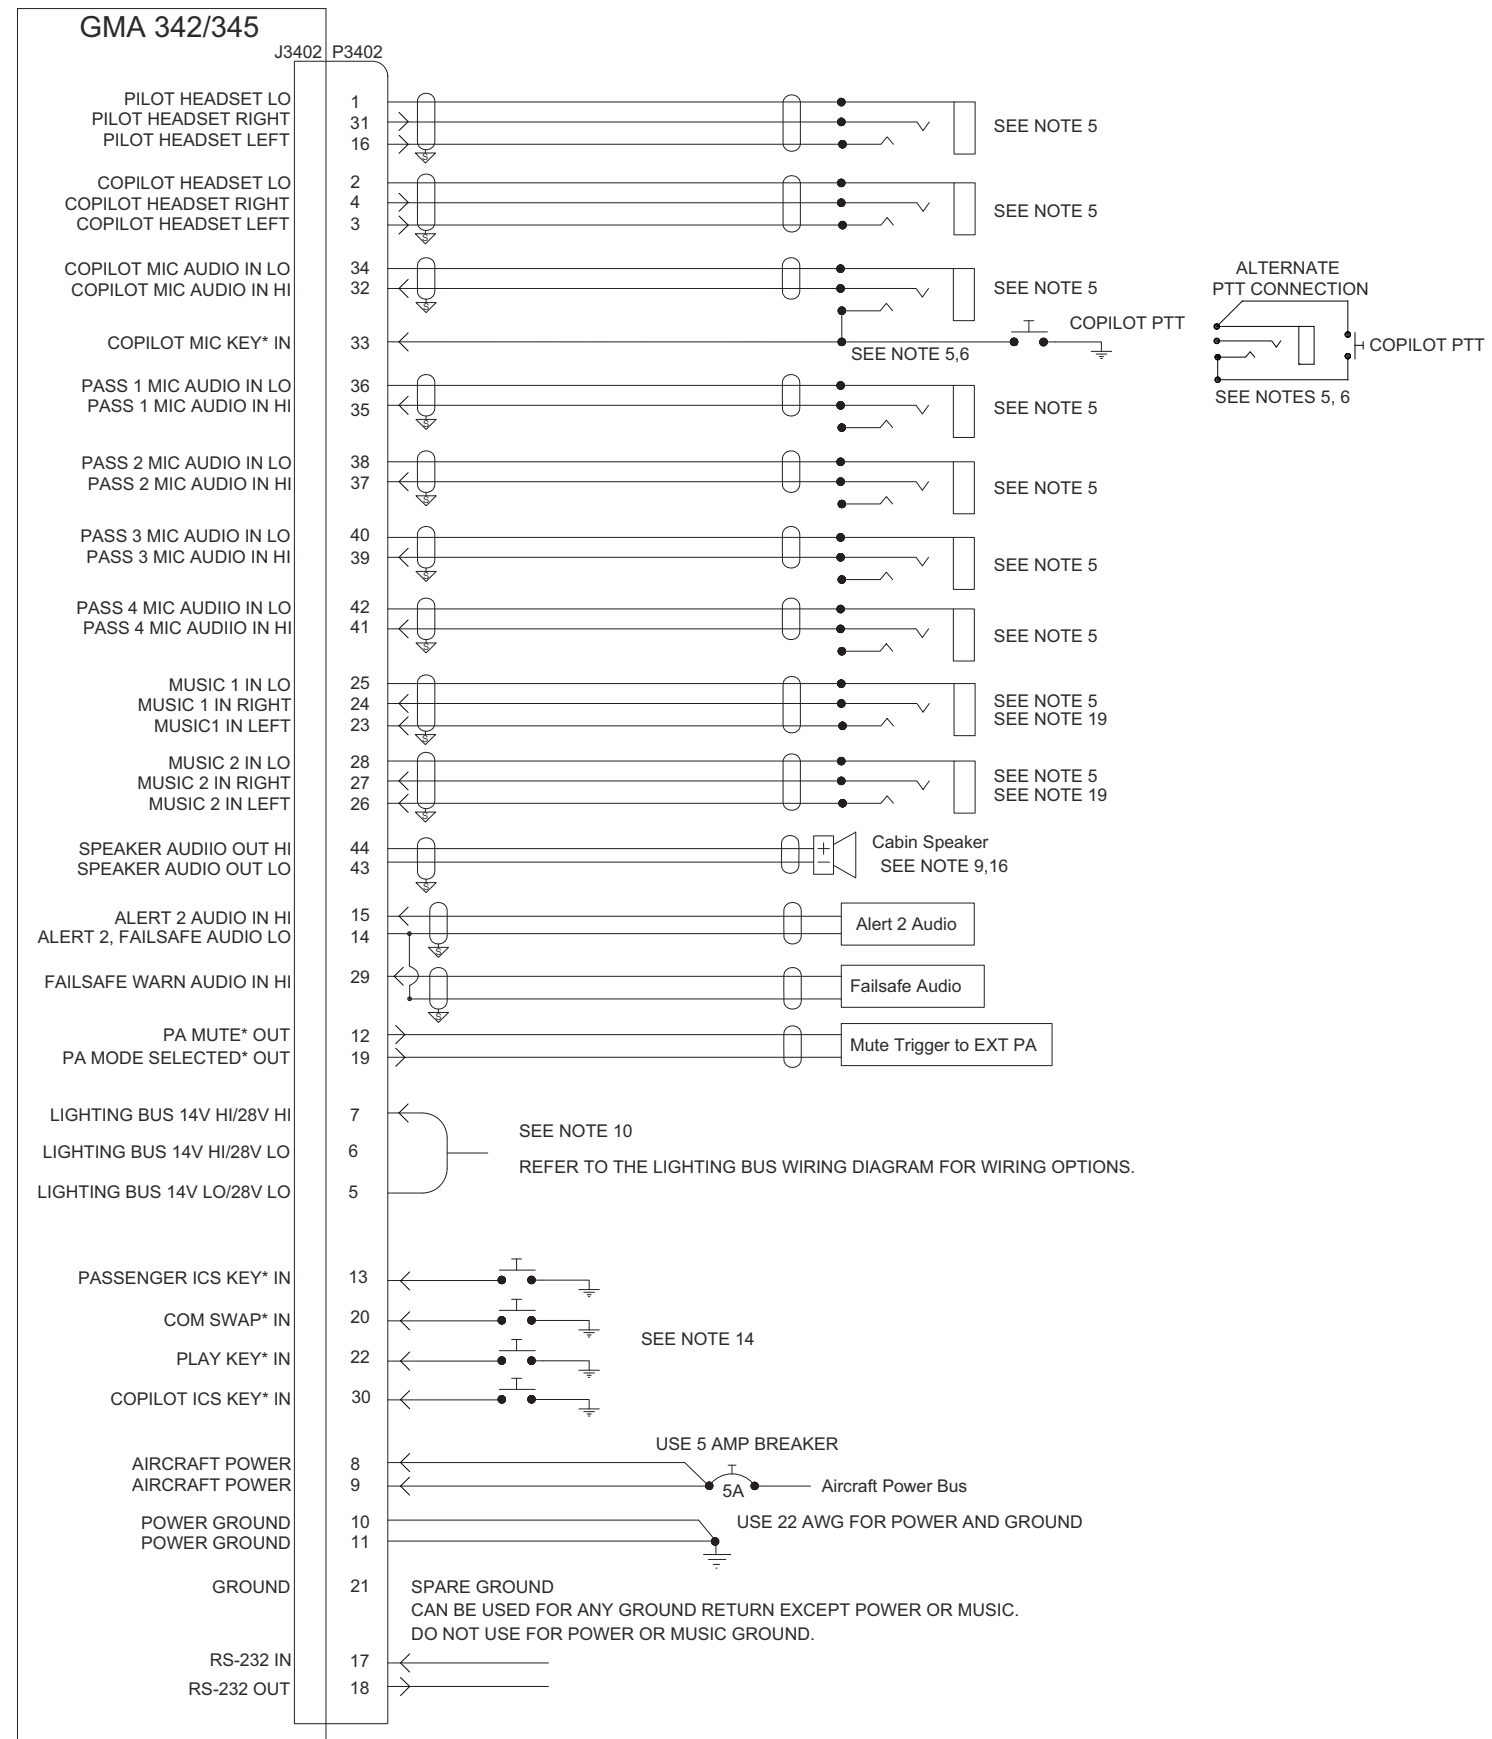 GMA 342/345
J3402 P3402
PILOT HEADSET LO 1
PILOT HEADSET RIGHT 31
PILOT HEADSET LEFT 16
SEE NOTE 5
COPILOT HEADSET LO 2
COPILOT HEADSET RIGHT 4
COPILOT HEADSET LEFT 3
SEE NOTE 5
COPILOT MIC AUDIO IN LO 34
COPILOT MIC AUDIO IN HI 32
SEE NOTE 5
ALTERNATE
PTT CONNECTION
COPILOT MIC KEY* IN 33
SEE NOTE 5,6
COPILOT PTT
COPILOT PTT
SEE NOTES 5, 6
PASS 1 MIC AUDIO IN LO 36
PASS 1 MIC AUDIO IN HI 35
SEE NOTE 5
PASS 2 MIC AUDIO IN LO 38
PASS 2 MIC AUDIO IN HI 37
SEE NOTE 5
PASS 3 MIC AUDIO IN LO 40
PASS 3 MIC AUDIO IN HI 39
SEE NOTE 5
PASS 4 MIC AUDIIO IN LO 42
PASS 4 MIC AUDIIO IN HI 41
SEE NOTE 5
MUSIC 1 IN LO 25
MUSIC 1 IN RIGHT 24
MUSIC1 IN LEFT 23
SEE NOTE 5
SEE NOTE 19
MUSIC 2 IN LO 28
MUSIC 2 IN RIGHT 27
MUSIC 2 IN LEFT 26
SEE NOTE 5
SEE NOTE 19
SPEAKER AUDIIO OUT HI 44
SPEAKER AUDIO OUT LO 43
Cabin Speaker
SEE NOTE 9,16
ALERT 2 AUDIO IN HI 15
ALERT 2, FAILSAFE AUDIO LO 14
Alert 2 Audio
FAILSAFE WARN AUDIO IN HI 29
Failsafe Audio
PA MUTE* OUT 12
PA MODE SELECTED* OUT 19
Mute Trigger to EXT PA
LIGHTING BUS 14V HI/28V HI 7
LIGHTING BUS 14V HI/28V LO 6
LIGHTING BUS 14V LO/28V LO 5
SEE NOTE 10
REFER TO THE LIGHTING BUS WIRING DIAGRAM FOR WIRING OPTIONS.
PASSENGER ICS KEY* IN 13
COM SWAP* IN 20
PLAY KEY* IN 22
COPILOT ICS KEY* IN 30
SEE NOTE 14
USE 5 AMP BREAKER
AIRCRAFT POWER 8
AIRCRAFT POWER 9
5A
Aircraft Power Bus
POWER GROUND 10
POWER GROUND 11
USE 22 AWG FOR POWER AND GROUND
GROUND 21
SPARE GROUND
CAN BE USED FOR ANY GROUND RETURN EXCEPT POWER OR MUSIC.
DO NOT USE FOR POWER OR MUSIC GROUND.
RS-232 IN 17
RS-232 OUT 18